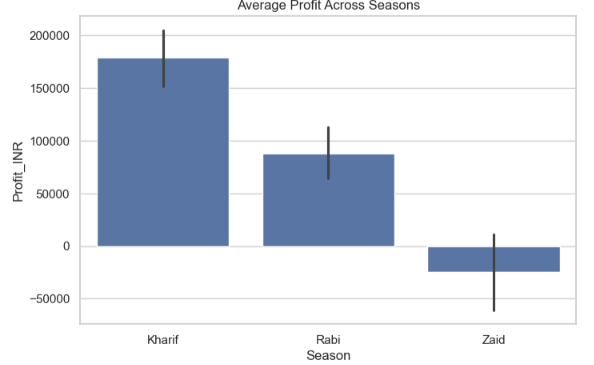 Average Profit Across Seasons
200000
150000
100000
50000
0
−50000
Profit_INR
Kharif
Rabi
Zaid
Season